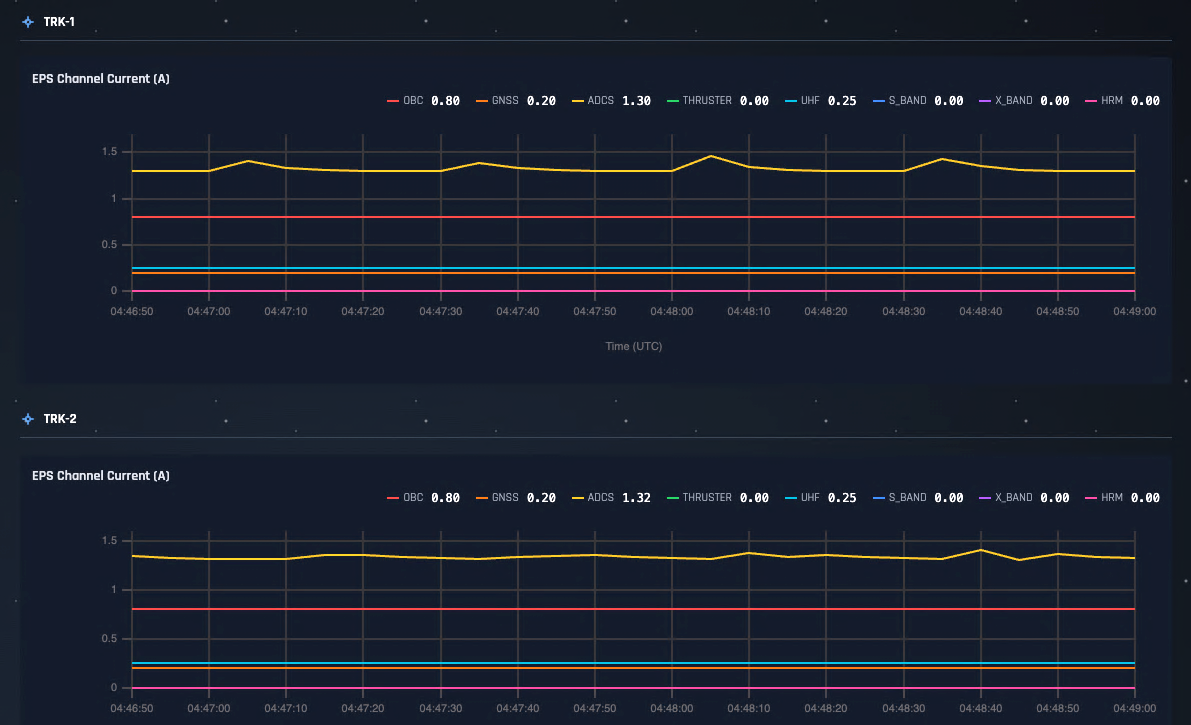 TRK-1
EPS Channel Current (A)
OBC 0.80 GNSS 0.20 ADCS 1.30 THRUSTER 0.00 UHF 0.25 S_BAND 0.00 X_BAND 0.00 HRM 0.00
1.5
1
0.5
0
04:46:50 04:47:00 04:47:10 04:47:20 04:47:30 04:47:40 04:47:50 04:48:00 04:48:10 04:48:20 04:48:30 04:48:40 04:48:50 04:49:00
Time (UTC)
TRK-2
EPS Channel Current (A)
OBC 0.80 GNSS 0.20 ADCS 1.32 THRUSTER 0.00 UHF 0.25 S_BAND 0.00 X_BAND 0.00 HRM 0.00
1.5
1
0.5
0
04:46:50 04:47:00 04:47:10 04:47:20 04:47:30 04:47:40 04:47:50 04:48:00 04:48:10 04:48:20 04:48:30 04:48:40 04:48:50 04:49:00